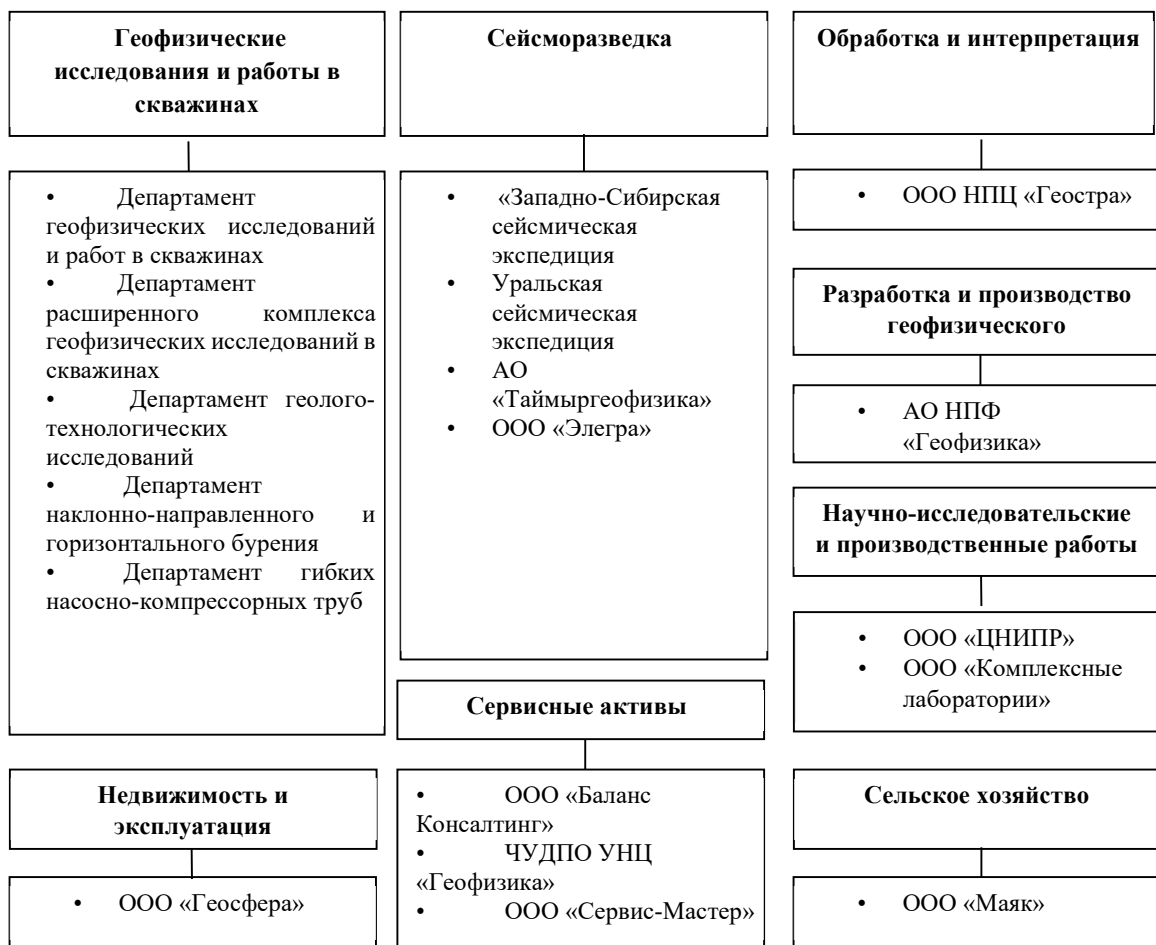 Геофизические
исследования и работы в
скважинах
• Департамент
геофизических исследований
и работ в скважинах
• Департамент
расширенного комплекса
геофизических исследований в
скважинах
• Департамент геолого-
технологических
исследований
• Департамент
наклонно-направленного и
горизонтального бурения
• Департамент гибких
насосно-компрессорных труб
Сейсморазведка
• «Западно-Сибирская
сейсмическая
экспедиция
• Уральская
сейсмическая
экспедиция
• АО
«Таймыргеофизика»
• ООО «Элегра»
Обработка и интерпретация
• ООО НПЦ «Геостра»
Разработка и производство
геофизического
• АО НПФ
«Геофизика»
Научно-исследовательские
и производственные работы
• ООО «ЦНИПР»
• ООО «Комплексные
лаборатории»
Недвижимость и
эксплуатация
• ООО «Геосфера»
Сервисные активы
• ООО «Баланс
Консалтинг»
• ЧУДПО УНЦ
«Геофизика»
• ООО «Сервис-Мастер»
Сельское хозяйство
• ООО «Маяк»